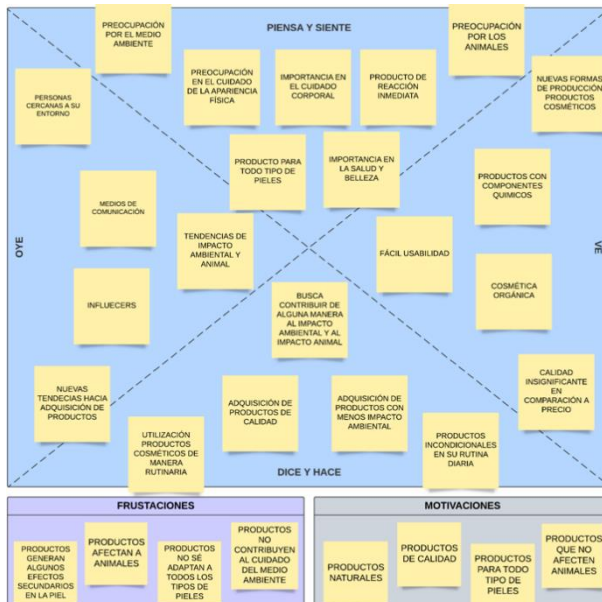 PIENSA Y SIENTE
PREOCUPACIÓN
POR EL MEDIO
AMBIENTE
PREOCUPACIÓN
POR LOS
ANIMALES
PERSONAS
CERCANAS A SU
ENTORNO
PREOCUPACIÓN
EN EL CUIDADO
DE LA APARIENCIA
FÍSICA
IMPORTANCIA EN
EL CUIDADO
CORPORAL
PRODUCTO DE
REACCIÓN
INMEDIATA
NUEVAS FORMAS
DE PRODUCCIÓN
PRODUCTOS
COSMÉTICOS
PRODUCTO PARA
TODO TIPO DE
PIELES
IMPORTANCIA EN
LA SALUD Y
BELLEZA
PRODUCTOS CON
COMPONENTES
QUIMICOS
MEDIOS DE
COMUNICACIÓN
OYE
TENDENCIAS DE
IMPACTO
AMBIENTAL Y
ANIMAL
FÁCIL USABILIDAD
VE
INFLUECERS
BUSCA
CONTRIBUIR DE
ALGUNA MANERA
AL IMPACTO
AMBIENTAL Y AL
IMPACTO ANIMAL
COSMÉTICA
ORGÁNICA
NUEVAS
TENDECIAS HACIA
ADQUISICIÓN DE
PRODUCTOS
ADQUISICIÓN DE
PRODUCTOS DE
CALIDAD
ADQUISICIÓN DE
PRODUCTOS CON
MENOS IMPACTO
AMBIENTAL
CALIDAD
INSIGNIFICANTE
EN
COMPARACIÓN A
PRECIO
UTILIZACIÓN
PRODUCTOS
COSMÉTICOS DE
MANERA
RUTINARIA
PRODUCTOS
INCONDICIONALES
EN SU RUTINA
DIARIA
DICE Y HACE
FRUSTACIONES
PRODUCTOS
GENERAN
ALGUNOS
EFECTOS
SECUNDARIOS
EN LA PIEL
PRODUCTOS
AFECTAN A
ANIMALES
PRODUCTOS
NO SÉ
ADAPTAN A
TODOS LOS
TIPOS DE
PIELES
PRODUCTOS
NO
CONTRIBUYEN
AL CUIDADO
DEL MEDIO
AMBIENTE
MOTIVACIONES
PRODUCTOS
NATURALES
PRODUCTOS
DE CALIDAD
PRODUCTOS
PARA TODO
TIPO DE
PIELES
PRODUCTOS
QUE NO
AFECTEN
ANIMALES